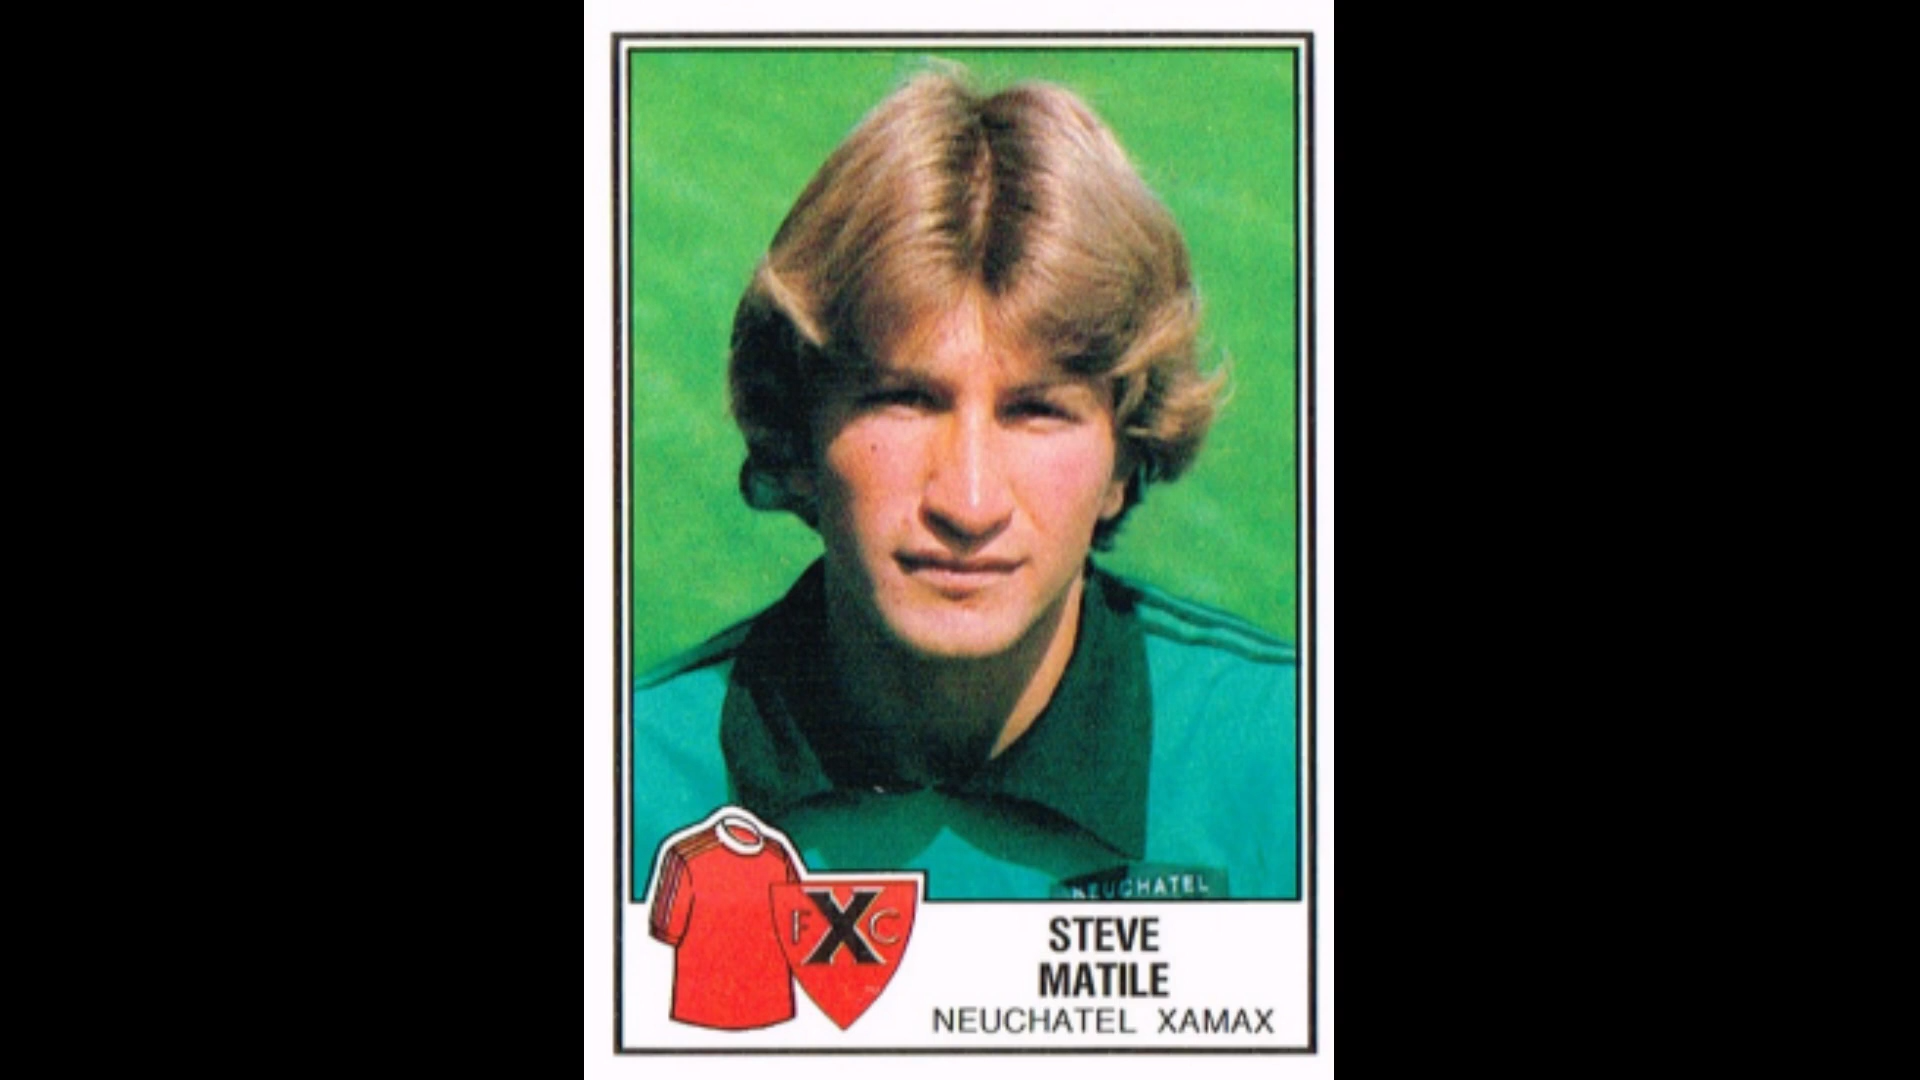 NEUCHATEL
F X C
STEVE
MATILE
NEUCHATEL XAMAX